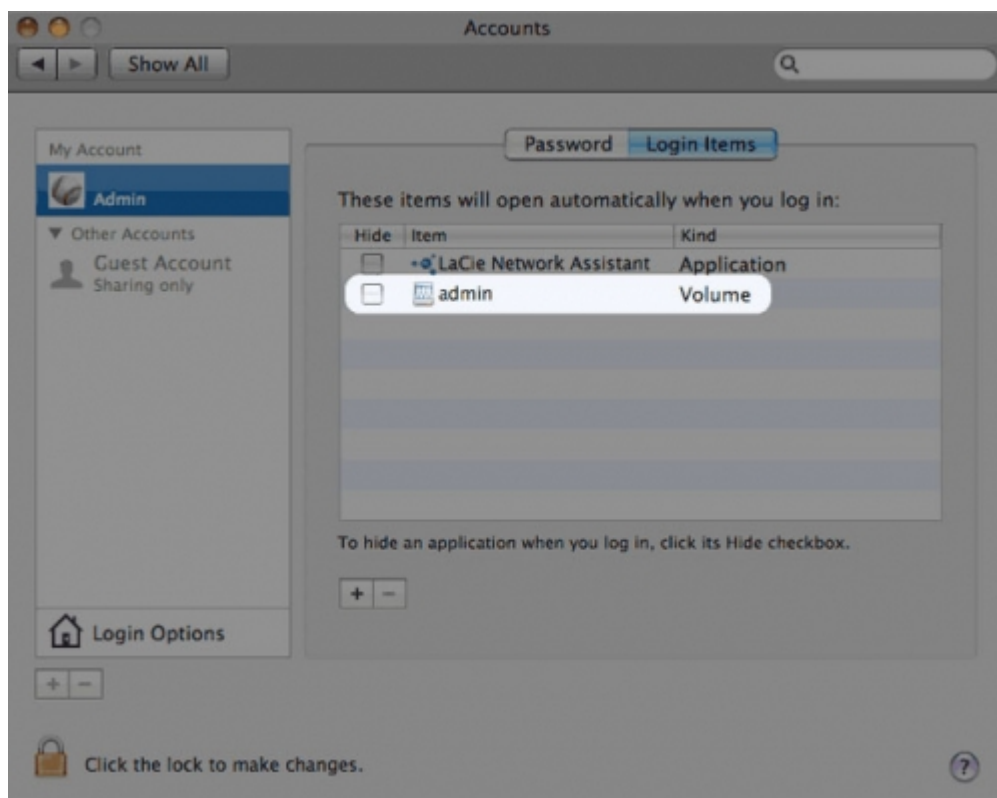 Accounts
Show All
My Account
Admin
Other Accounts
Guest Account
Sharing only
Login Options
Password Login Items
These items will open automatically when you log in:
Hide Item Kind
LaCie Network Assistant Application
admin Volume
To hide an application when you log in, click its Hide checkbox.
+ −
+ −
Click the lock to make changes.
?